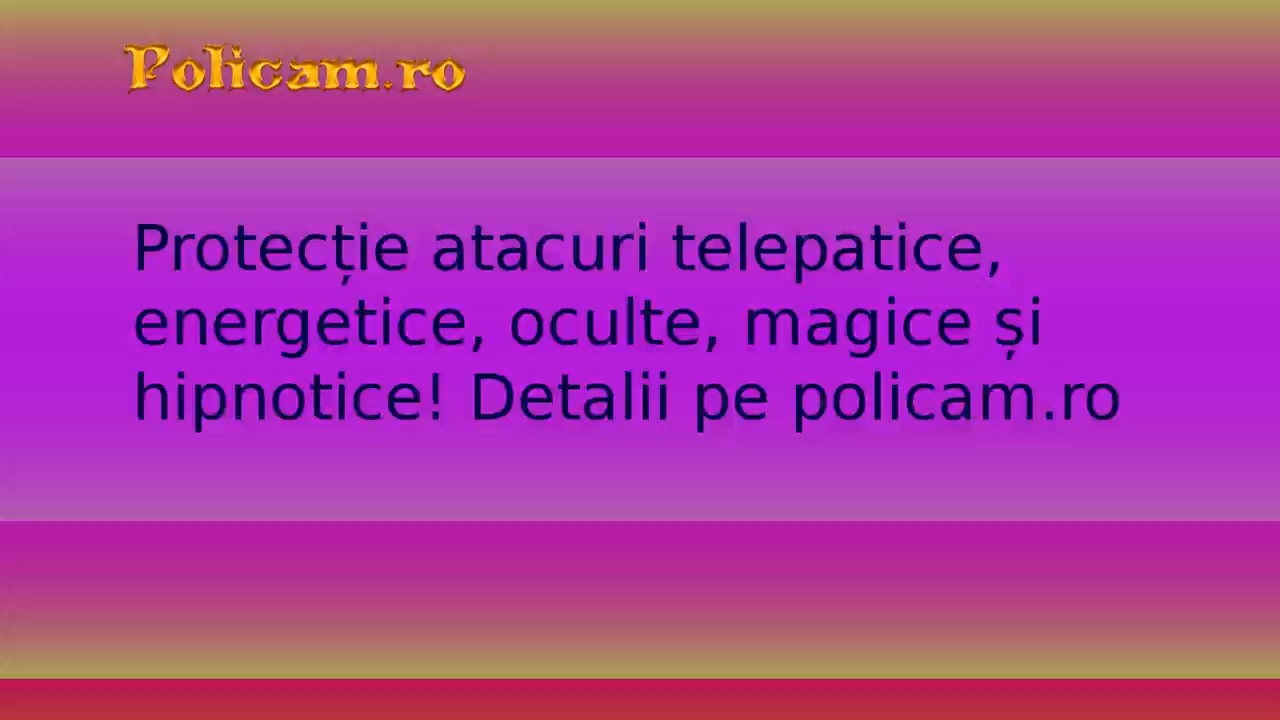 Policam.ro
Protecție atacuri telepatice,
energetice, oculte, magice și
hipnotice! Detalii pe policam.ro